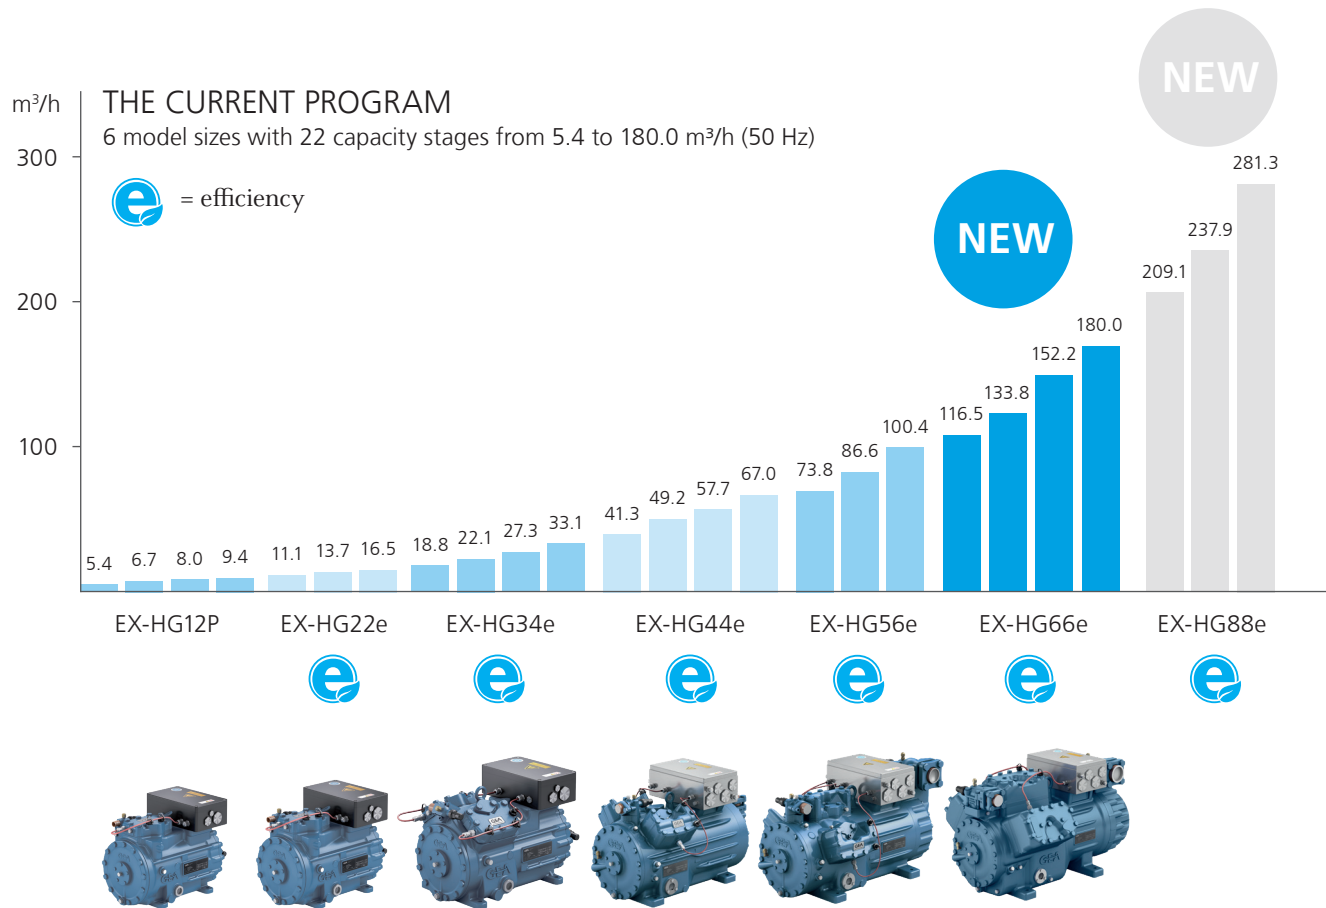 NEW
m³/h
THE CURRENT PROGRAM
6 model sizes with 22 capacity stages from 5.4 to 180.0 m³/h (50 Hz)
300
281.3
e = efficiency
NEW
237.9
209.1
200
180.0
152.2
133.8
116.5
100.4
100
86.6
73.8
67.0
57.7
49.2
41.3
33.1
27.3
22.1
18.8
16.5
13.7
11.1
9.4
8.0
6.7
5.4
EX-HG12P EX-HG22e EX-HG34e EX-HG44e EX-HG56e EX-HG66e EX-HG88e
e e e e e e
GEA
GEA
GEA
GEA